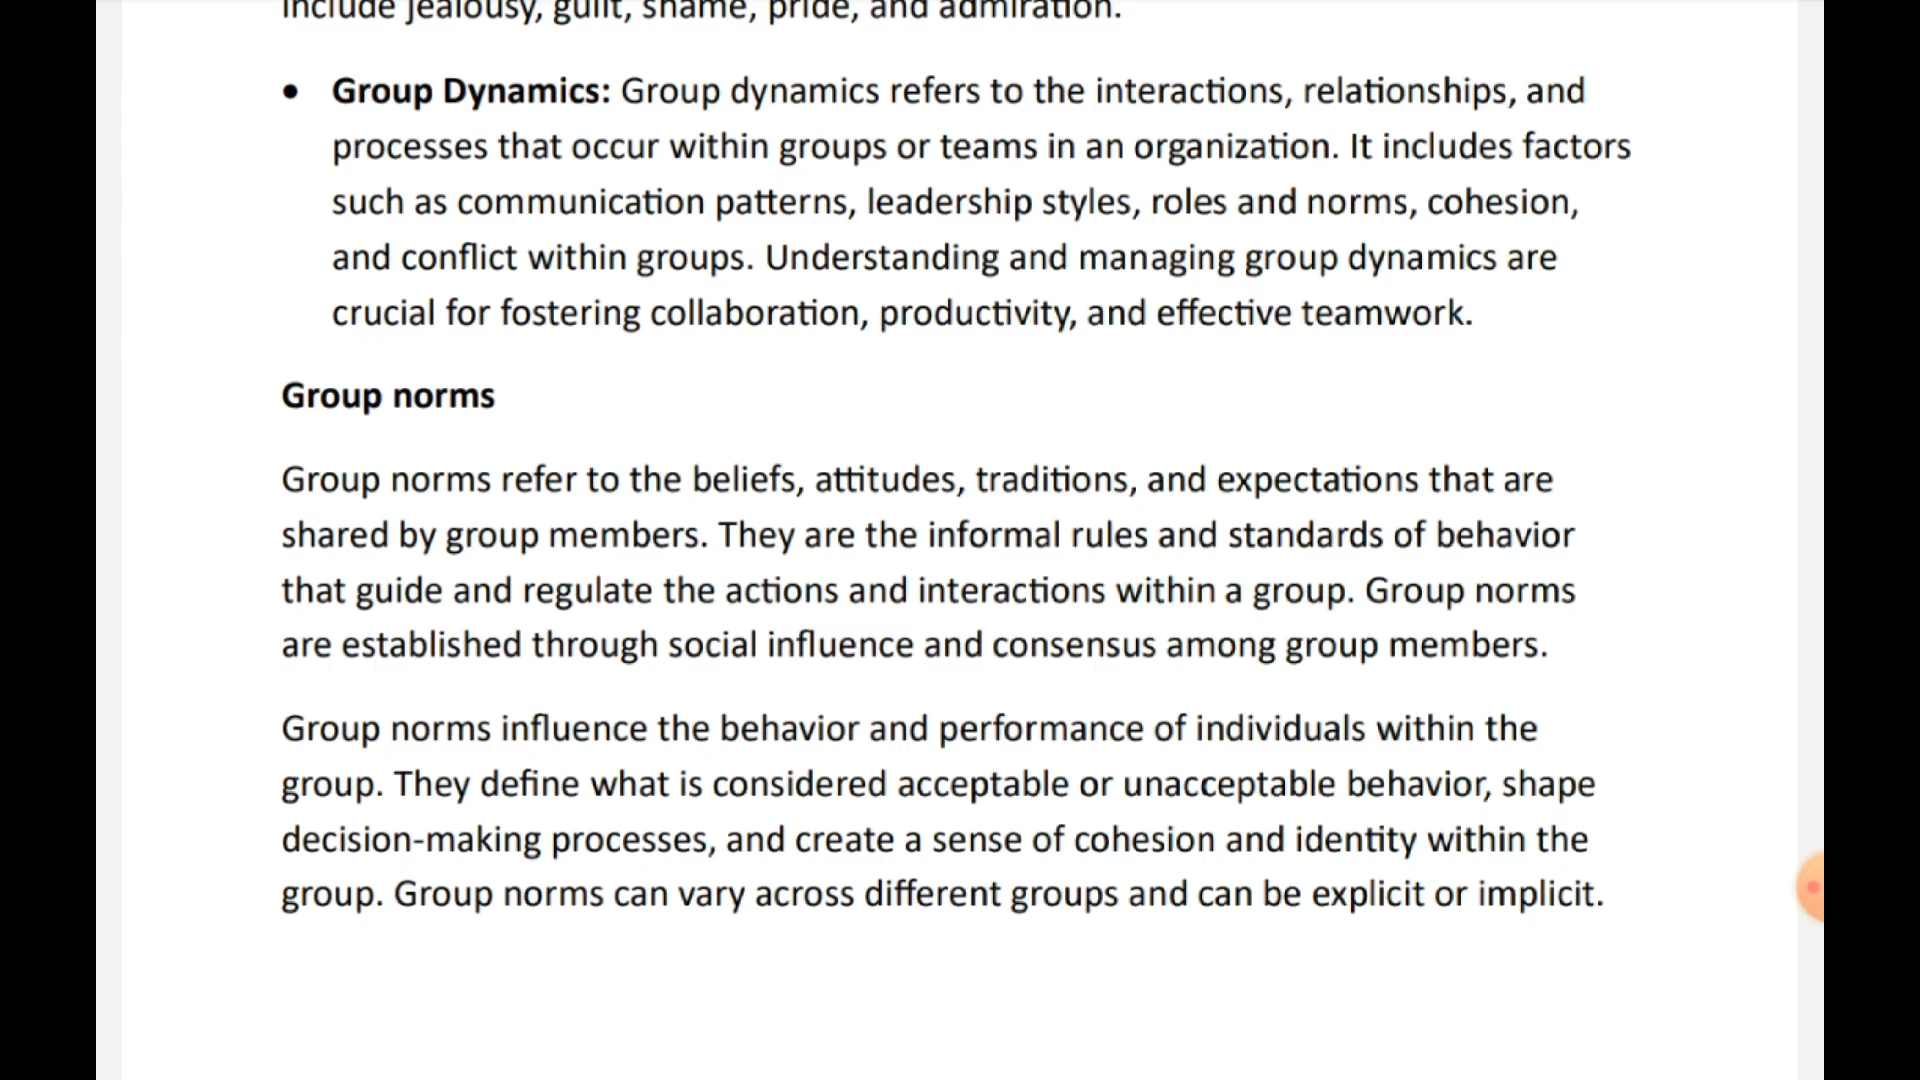 include jealousy, guilt, shame, pride, and admiration.
• Group Dynamics: Group dynamics refers to the interactions, relationships, and
processes that occur within groups or teams in an organization. It includes factors
such as communication patterns, leadership styles, roles and norms, cohesion,
and conflict within groups. Understanding and managing group dynamics are
crucial for fostering collaboration, productivity, and effective teamwork.
Group norms
Group norms refer to the beliefs, attitudes, traditions, and expectations that are
shared by group members. They are the informal rules and standards of behavior
that guide and regulate the actions and interactions within a group. Group norms
are established through social influence and consensus among group members.
Group norms influence the behavior and performance of individuals within the
group. They define what is considered acceptable or unacceptable behavior, shape
decision-making processes, and create a sense of cohesion and identity within the
group. Group norms can vary across different groups and can be explicit or implicit.